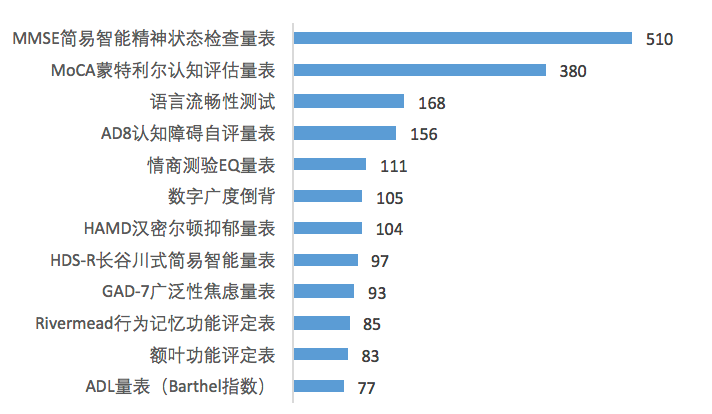 MMSE简易智能精神状态检查量表 510
MoCA蒙特利尔认知评估量表 380
语言流畅性测试 168
AD8认知障碍自评量表 156
情商测验EQ量表 111
数字广度倒背 105
HAMD汉密尔顿抑郁量表 104
HDS-R长谷川式简易智能量表 97
GAD-7广泛性焦虑量表 93
Rivermead行为记忆功能评定表 85
额叶功能评定表 83
ADL量表（Barthel指数） 77